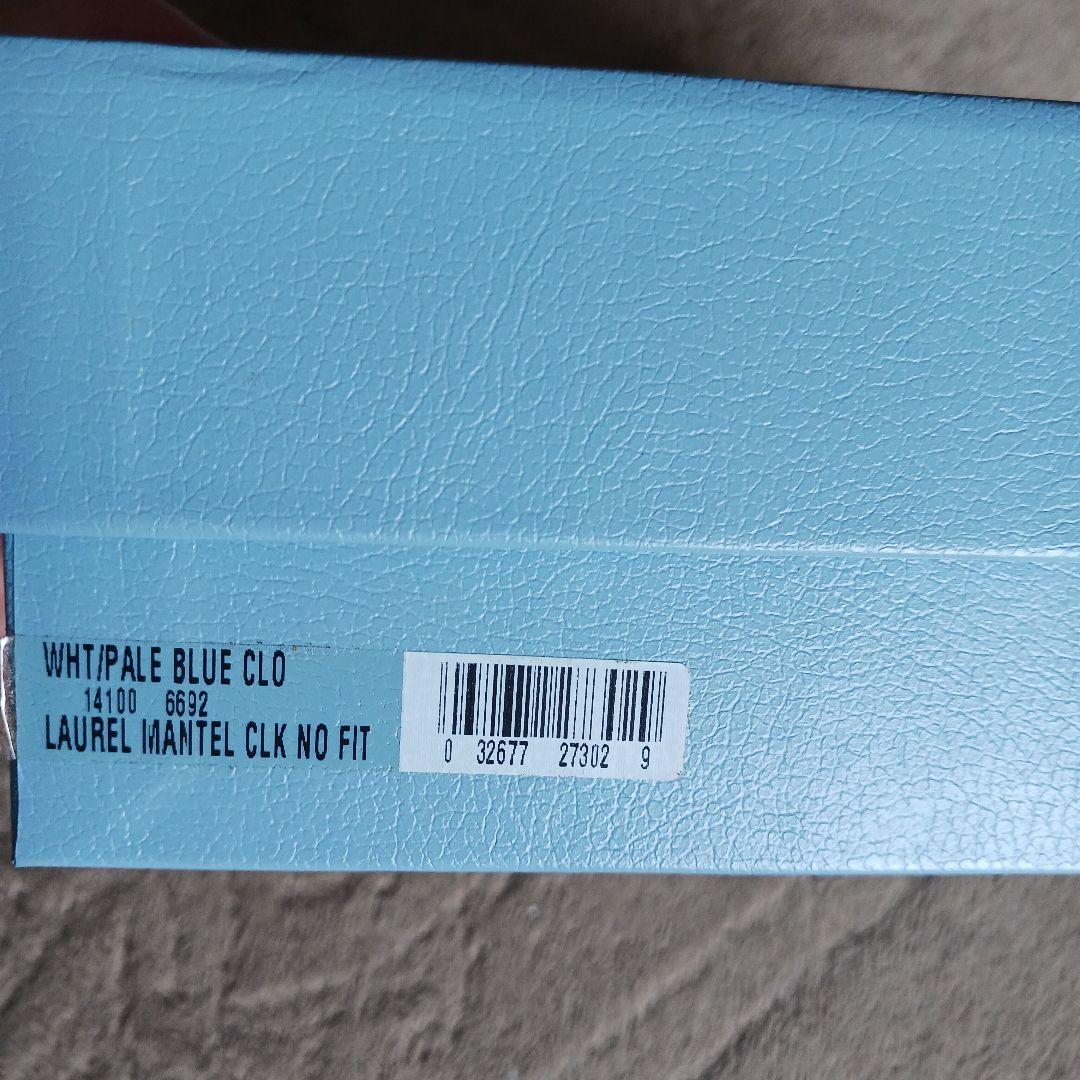 WHT/PALE BLUE CLO
14100 6692
LAUREL MANTEL CLK NO FIT
0 32677 27302 9